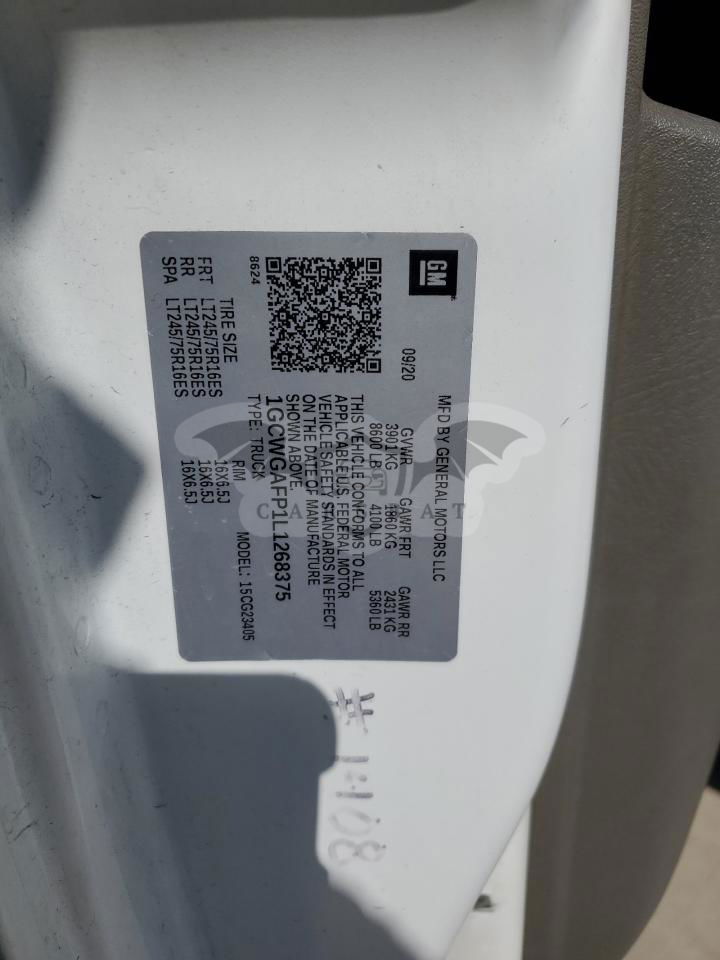 GM
MFD BY GENERAL MOTORS LLC
09/20
GVWR GAWR FRT GAWR RR
3901 KG 1860 KG 2431 KG
8600 LB 4100 LB 5360 LB
THIS VEHICLE CONFORMS TO ALL
APPLICABLE U.S. FEDERAL MOTOR
VEHICLE SAFETY STANDARDS IN EFFECT
ON THE DATE OF MANUFACTURE
SHOWN ABOVE.
1GCWGAFP1L1268375
8624
TYPE: TRUCK MODEL: 15CG23405
TIRE SIZE RIM
FRT LT245/75R16ES 16X6.5J
RR LT245/75R16ES 16X6.5J
SPA LT245/75R16ES 16X6.5J